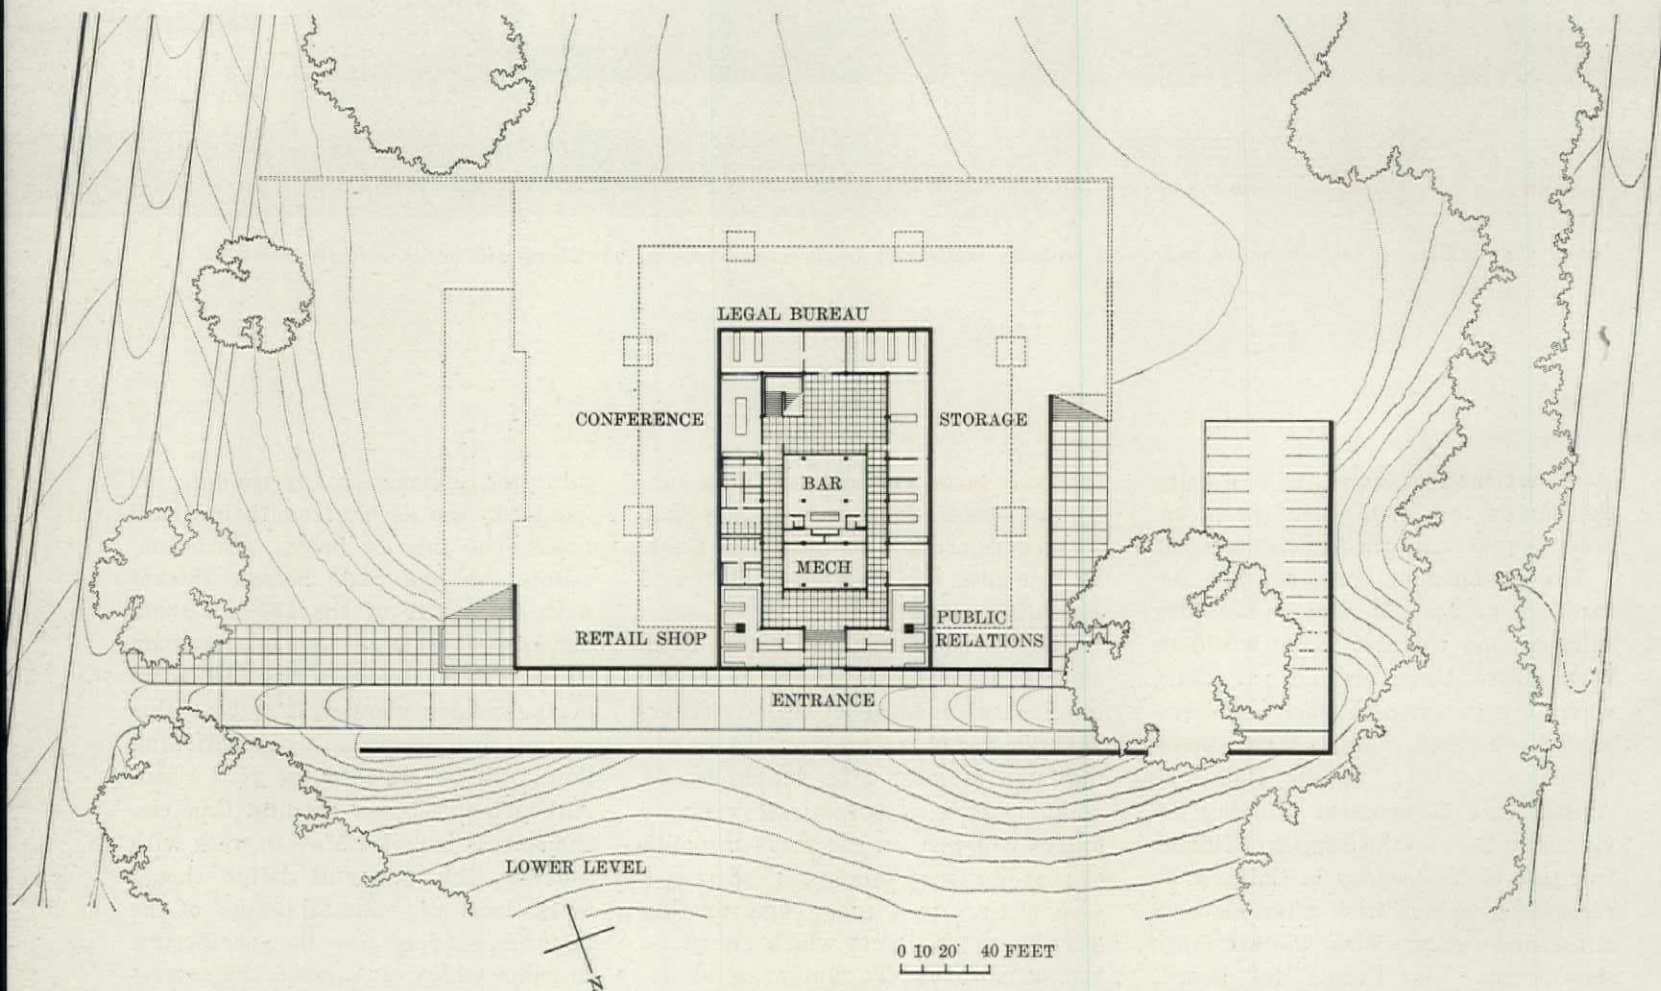 LEGAL BUREAU
CONFERENCE
STORAGE
BAR
MECH
PUBLIC
RELATIONS
RETAIL SHOP
ENTRANCE
LOWER LEVEL
0 10 20' 40 FEET
N